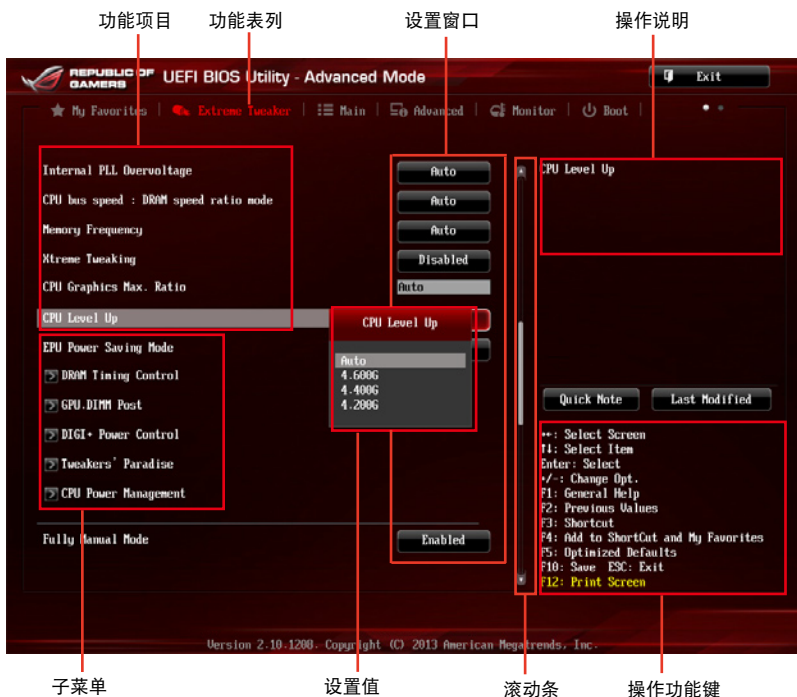 功能项目 功能表列 设置窗口 操作说明
REPUBLIC OF GAMERS UEFI BIOS Utility - Advanced Mode Exit
My Favorites Extreme Tweaker Main Advanced Monitor Boot
Internal PLL Overvoltage Auto
CPU bus speed : DRAM speed ratio mode Auto
Memory Frequency Auto
Xtreme Tweaking Disabled
CPU Graphics Max. Ratio Auto
CPU Level Up
EPU Power Saving Mode
DRAM Timing Control
GPU.DIMM Post
DIGI+ Power Control
Tweakers' Paradise
CPU Power Management
Fully Manual Mode Enabled
CPU Level Up
Auto
4.600G
4.400G
4.200G
CPU Level Up
Quick Note Last Modified
→←: Select Screen
↑↓: Select Item
Enter: Select
+/-: Change Opt.
F1: General Help
F2: Previous Values
F3: Shortcut
F4: Add to ShortCut and My Favorites
F5: Optimized Defaults
F10: Save ESC: Exit
F12: Print Screen
Version 2.10.1208. Copyright (C) 2013 American Megatrends, Inc.
子菜单 设置值 滚动条 操作功能键